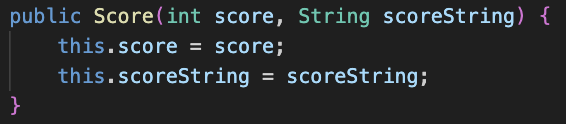 public Score(int score, String scoreString) {
    this.score = score;
    this.scoreString = scoreString;
}